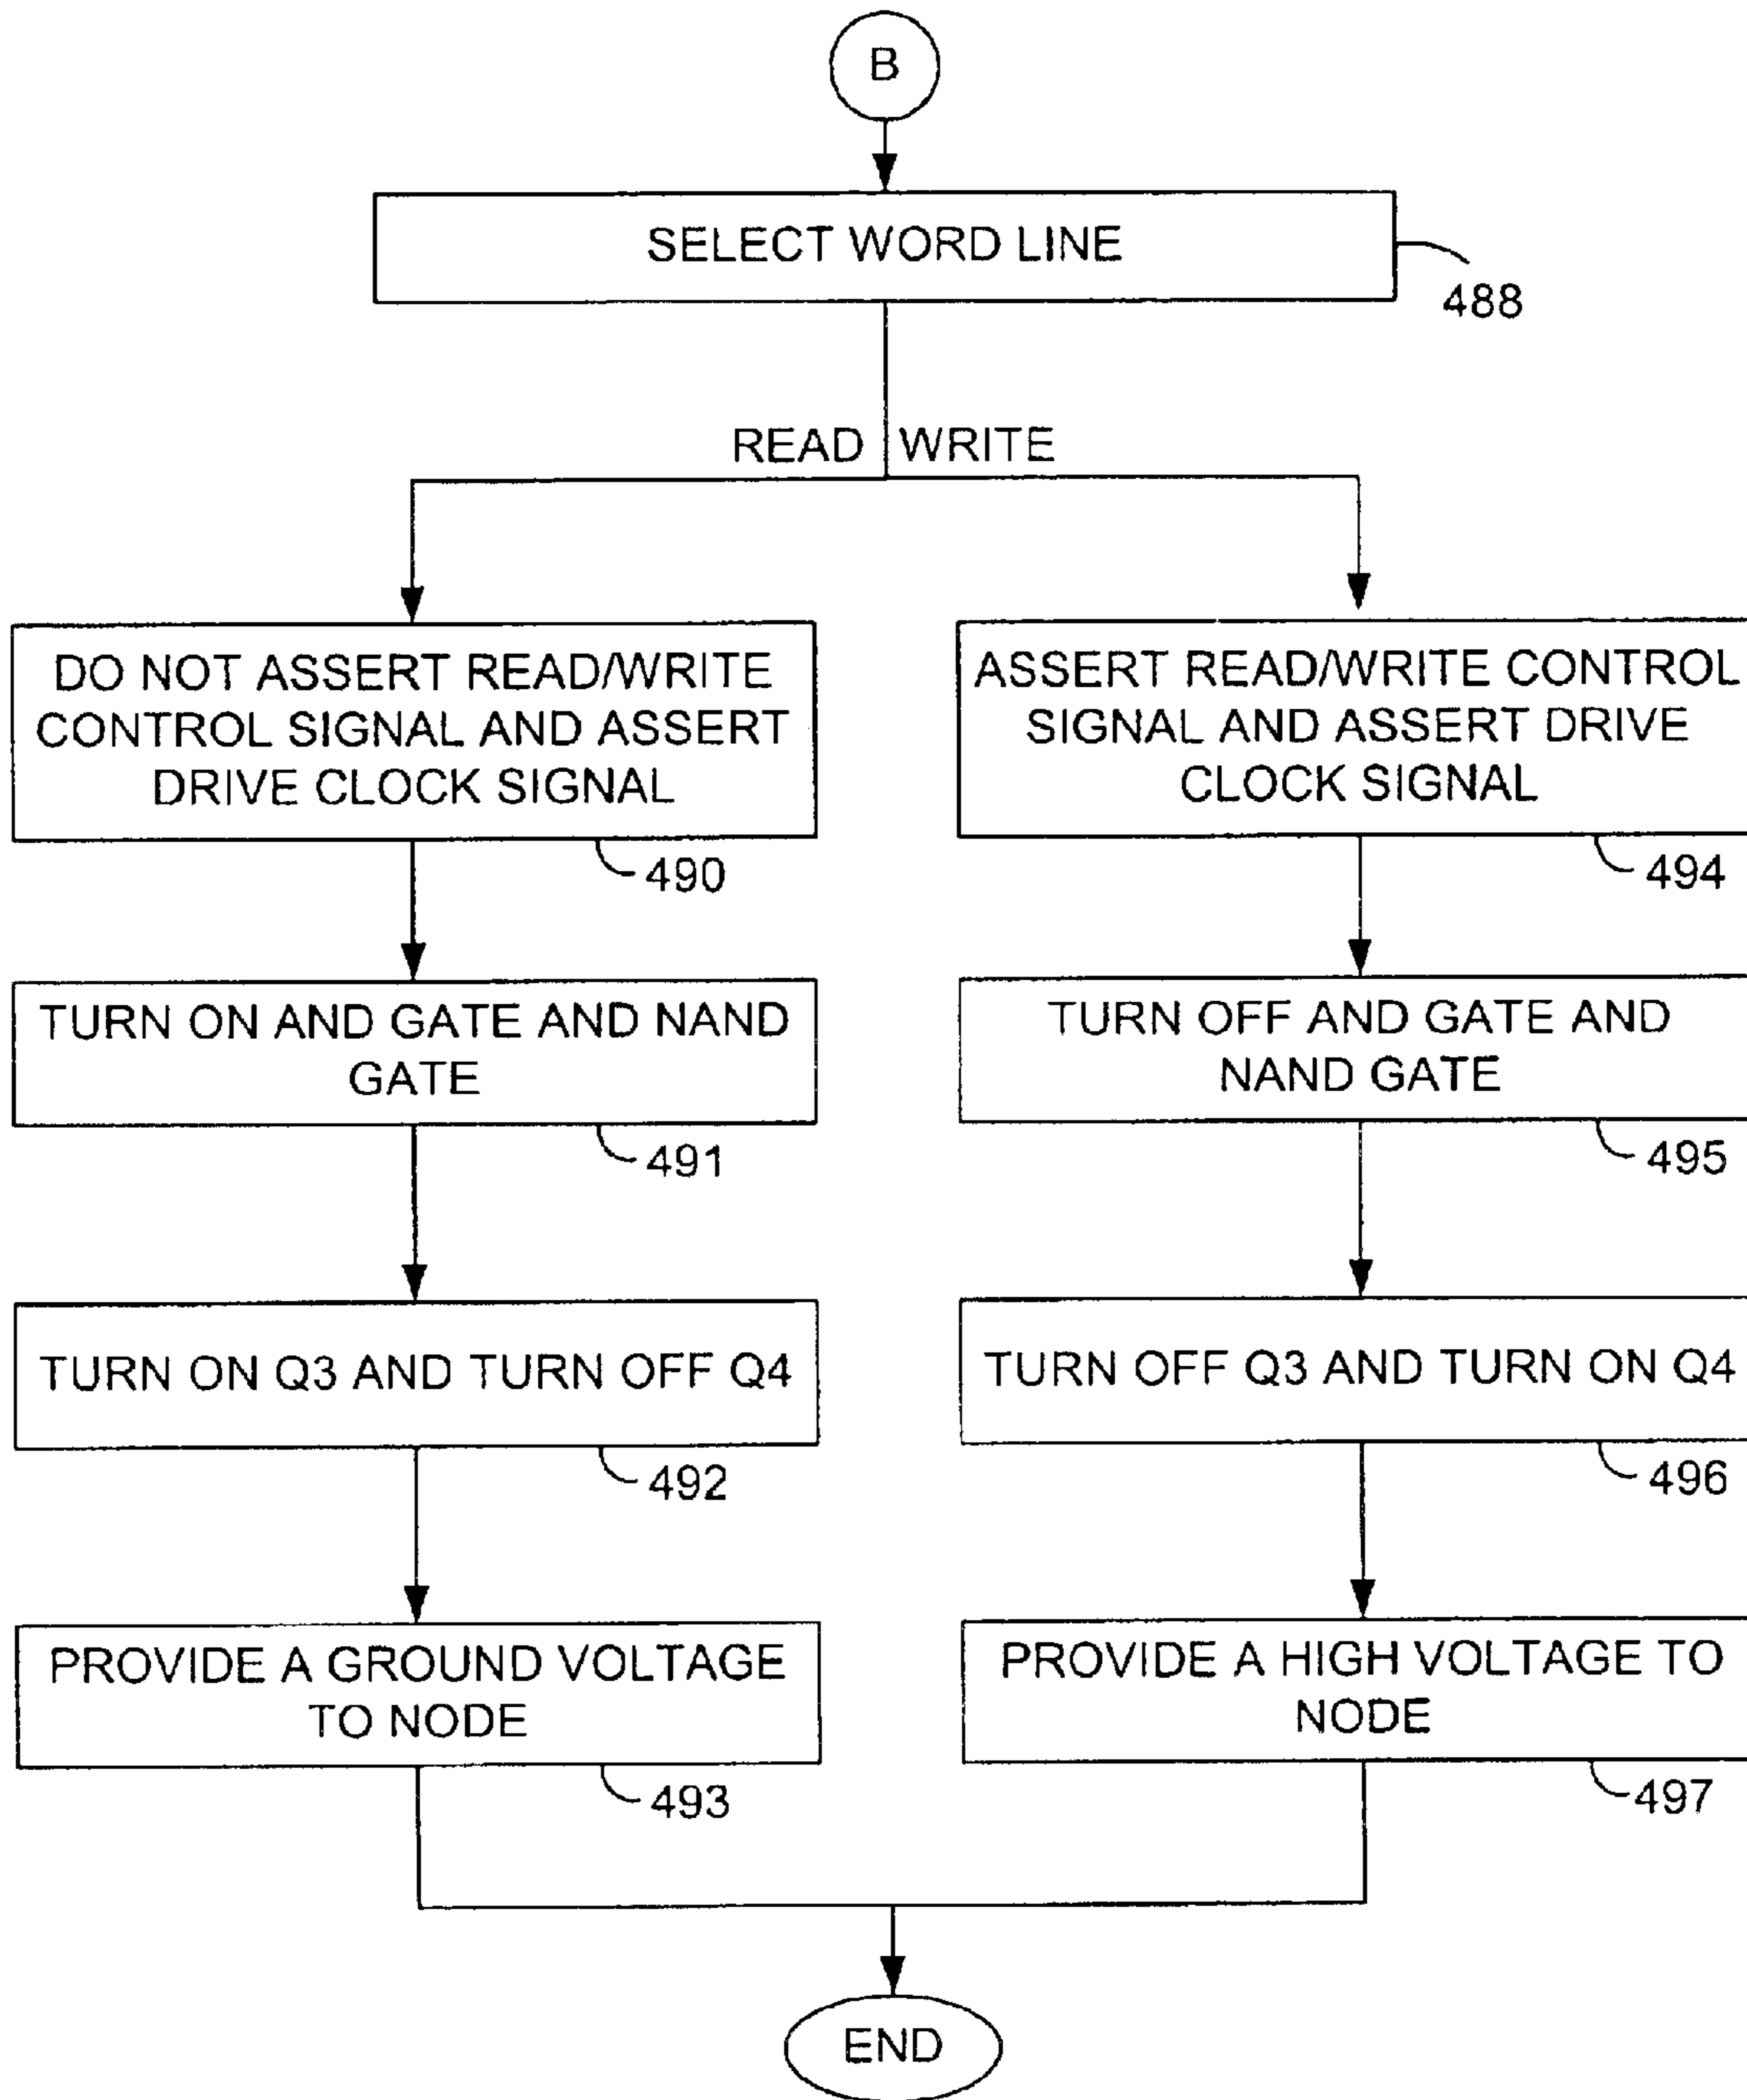 B
SELECT WORD LINE
488
READ WRITE
DO NOT ASSERT READ/WRITE
CONTROL SIGNAL AND ASSERT
DRIVE CLOCK SIGNAL
490
ASSERT READ/WRITE CONTROL
SIGNAL AND ASSERT DRIVE
CLOCK SIGNAL
494
TURN ON AND GATE AND NAND
GATE
491
TURN OFF AND GATE AND
NAND GATE
495
TURN ON Q3 AND TURN OFF Q4
492
TURN OFF Q3 AND TURN ON Q4
496
PROVIDE A GROUND VOLTAGE
TO NODE
493
PROVIDE A HIGH VOLTAGE TO
NODE
497
END